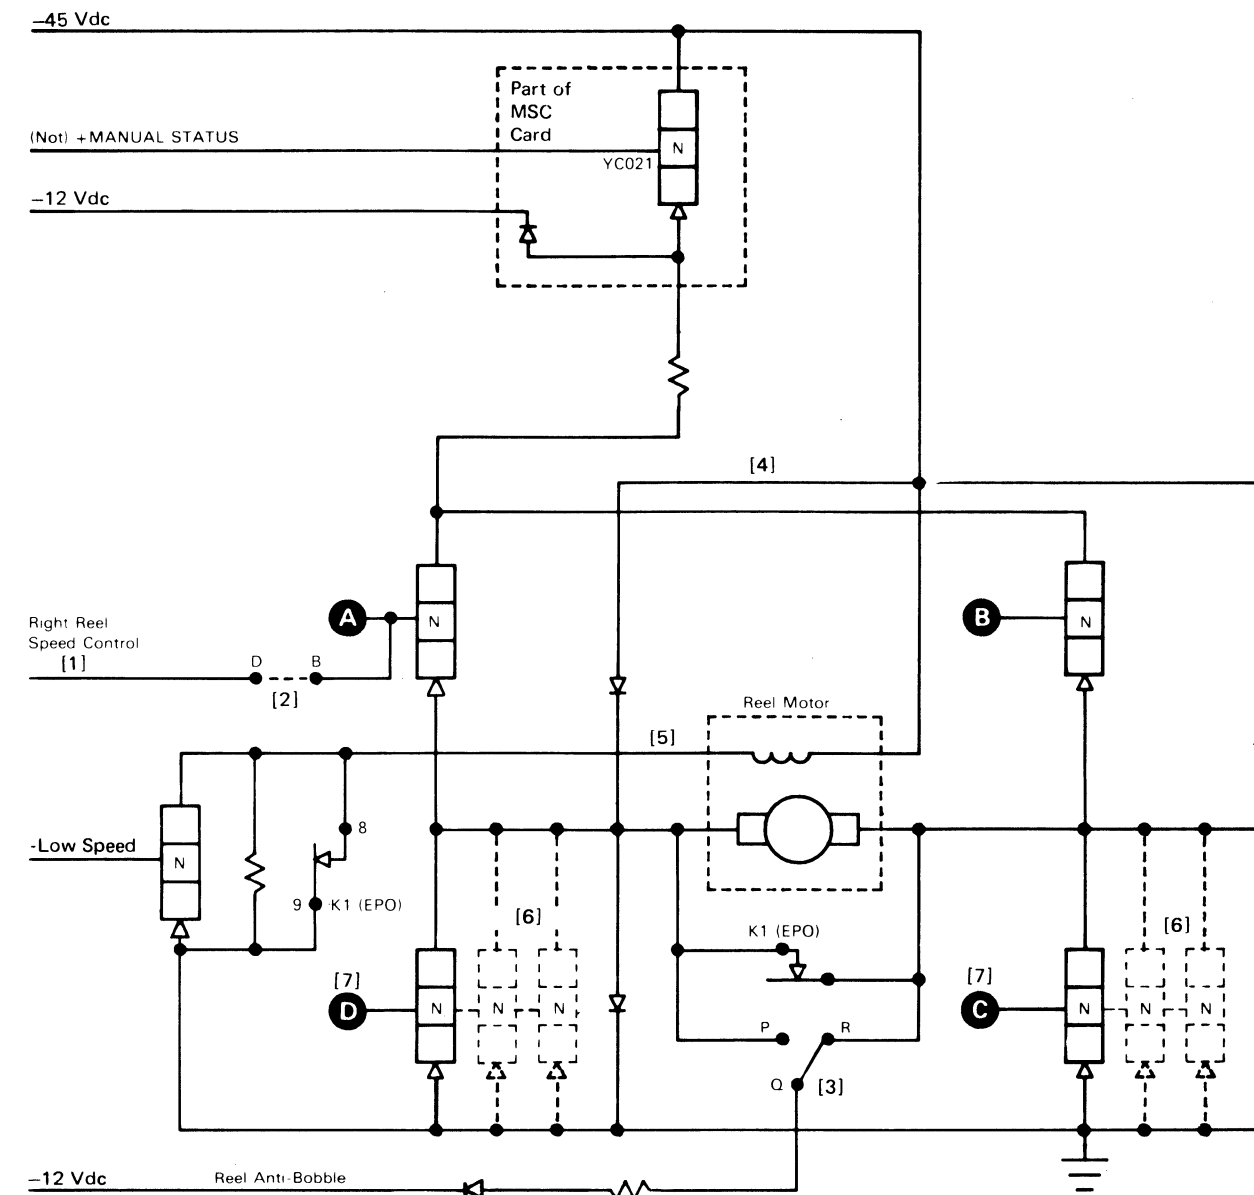 –45 Vdc
Part of
MSC
Card
(Not) +MANUAL STATUS
N
YC021
–12 Vdc
[4]
A
N
B
N
Right Reel
Speed Control
[1]
D
B
[2]
Reel Motor
[5]
8
-Low Speed
N
9
K1 (EPO)
[6]
[6]
K1 (EPO)
[7]
[7]
D
N
N
N
C
N
N
N
P
R
Q
[3]
–12 Vdc
Reel Anti-Bobble